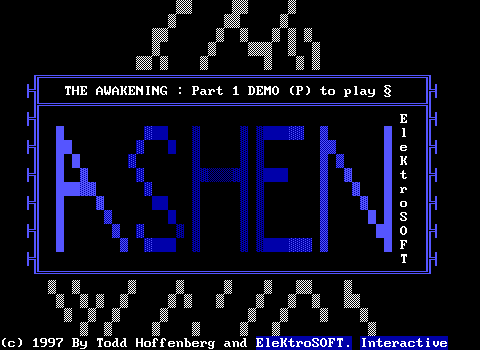 THE AWAKENING : Part 1 DEMO (P) to play §
ASHEN
EleKtroSOFT
(c) 1997 By Todd Hoffenberg and EleKtroSOFT. Interactive